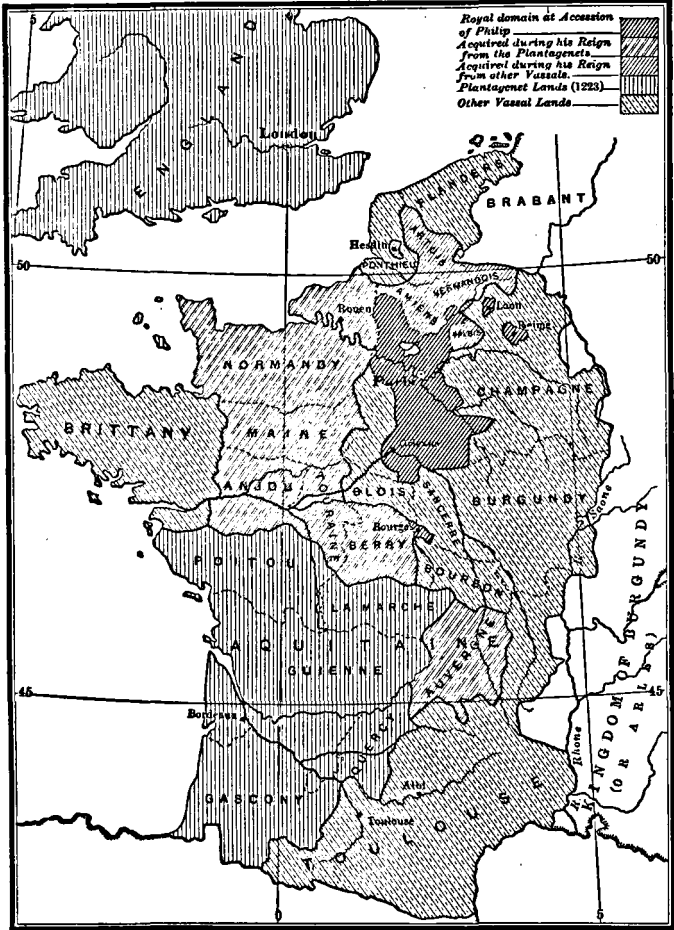 Royal domain at Accession
of Philip
Acquired during his Reign
from the Plantagenets
Acquired during his Reign
from other Vassals.
Plantagenet Lands (1223)
Other Vassal Lands
5
ENGLAND
London
FLANDERS
BRABANT
ARTOIS
Hesdin
50
PONTHIEU
50
VERMANDOIS
AMIENS
Laon
Rouen
VALOIS
Reims
NORMANDY
Paris
CHAMPAGNE
BRITTANY
MAINE
ANJOU
TOURAINE
BLOIS
SANCERRE
BURGUNDY
Saone
Bourges
BERRY
POITOU
BOURBON
LA MARCHE
AQUITAINE
GUIENNE
AUVERGNE
45
45
Bordeaux
QUERCY
Albi
GASCONY
Toulouse
TOULOUSE
Rhone
R.
KINGDOM OF BURGUNDY
(OR ARLES)
0
5